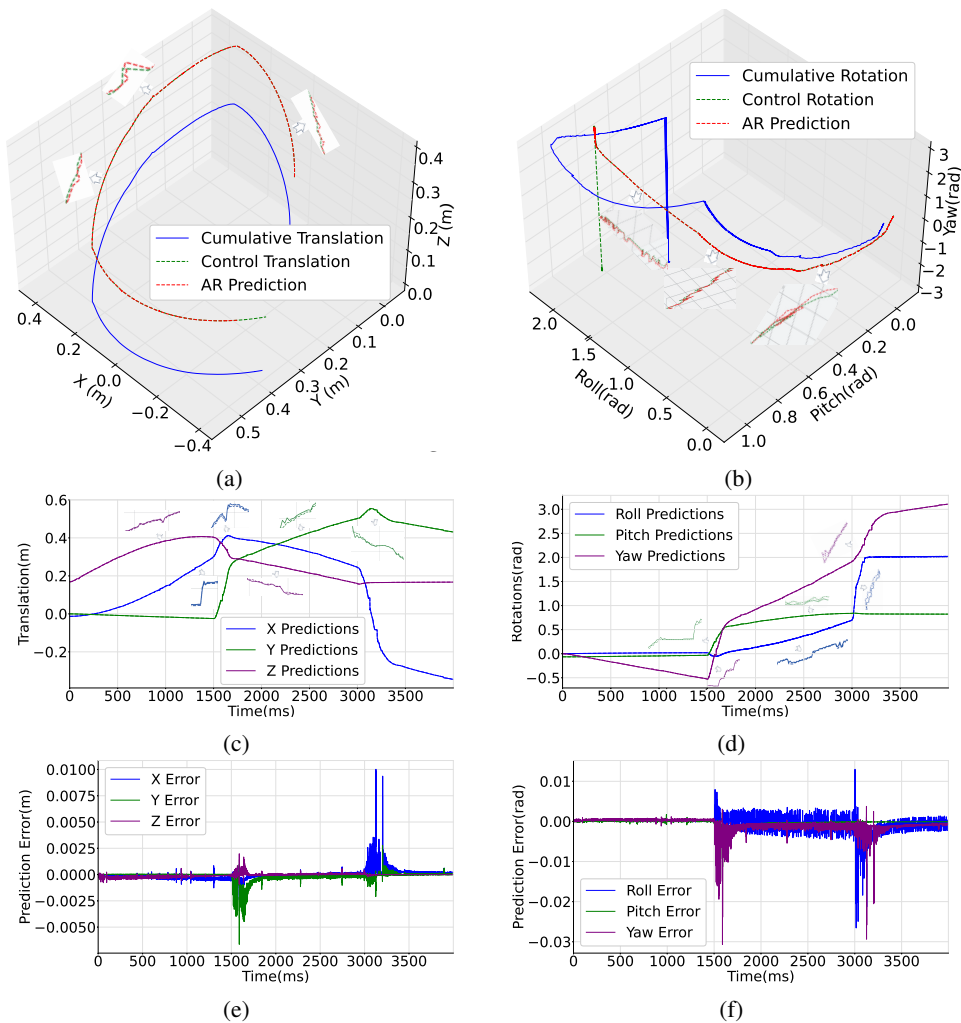 Cumulative Translation
Control Translation
AR Prediction
0.4
0.3
0.2
0.1
0.0
Z (m)
0.4
0.2
0.0
−0.2
−0.4
X (m)
0.0
0.1
0.2
0.3
0.4
0.5
Y (m)
(a)
Cumulative Rotation
Control Rotation
AR Prediction
3
2
1
0
−1
−2
−3
Yaw(rad)
2.0
1.5
1.0
0.5
0.0
Roll(rad)
0.0
0.2
0.4
0.6
0.8
1.0
Pitch(rad)
(b)
0.6
0.4
0.2
0.0
−0.2
Translation(m)
X Predictions
Y Predictions
Z Predictions
0 500 1000 1500 2000 2500 3000 3500
Time(ms)
(c)
3.0
2.5
2.0
1.5
1.0
0.5
0.0
−0.5
Rotations(rad)
Roll Predictions
Pitch Predictions
Yaw Predictions
0 500 1000 1500 2000 2500 3000 3500
Time(ms)
(d)
0.0100
0.0075
0.0050
0.0025
0.0000
−0.0025
−0.0050
Prediction Error(m)
X Error
Y Error
Z Error
0 500 1000 1500 2000 2500 3000 3500
Time(ms)
(e)
0.01
0.00
−0.01
−0.02
−0.03
Prediction Error(rad)
Roll Error
Pitch Error
Yaw Error
0 500 1000 1500 2000 2500 3000 3500
Time(ms)
(f)